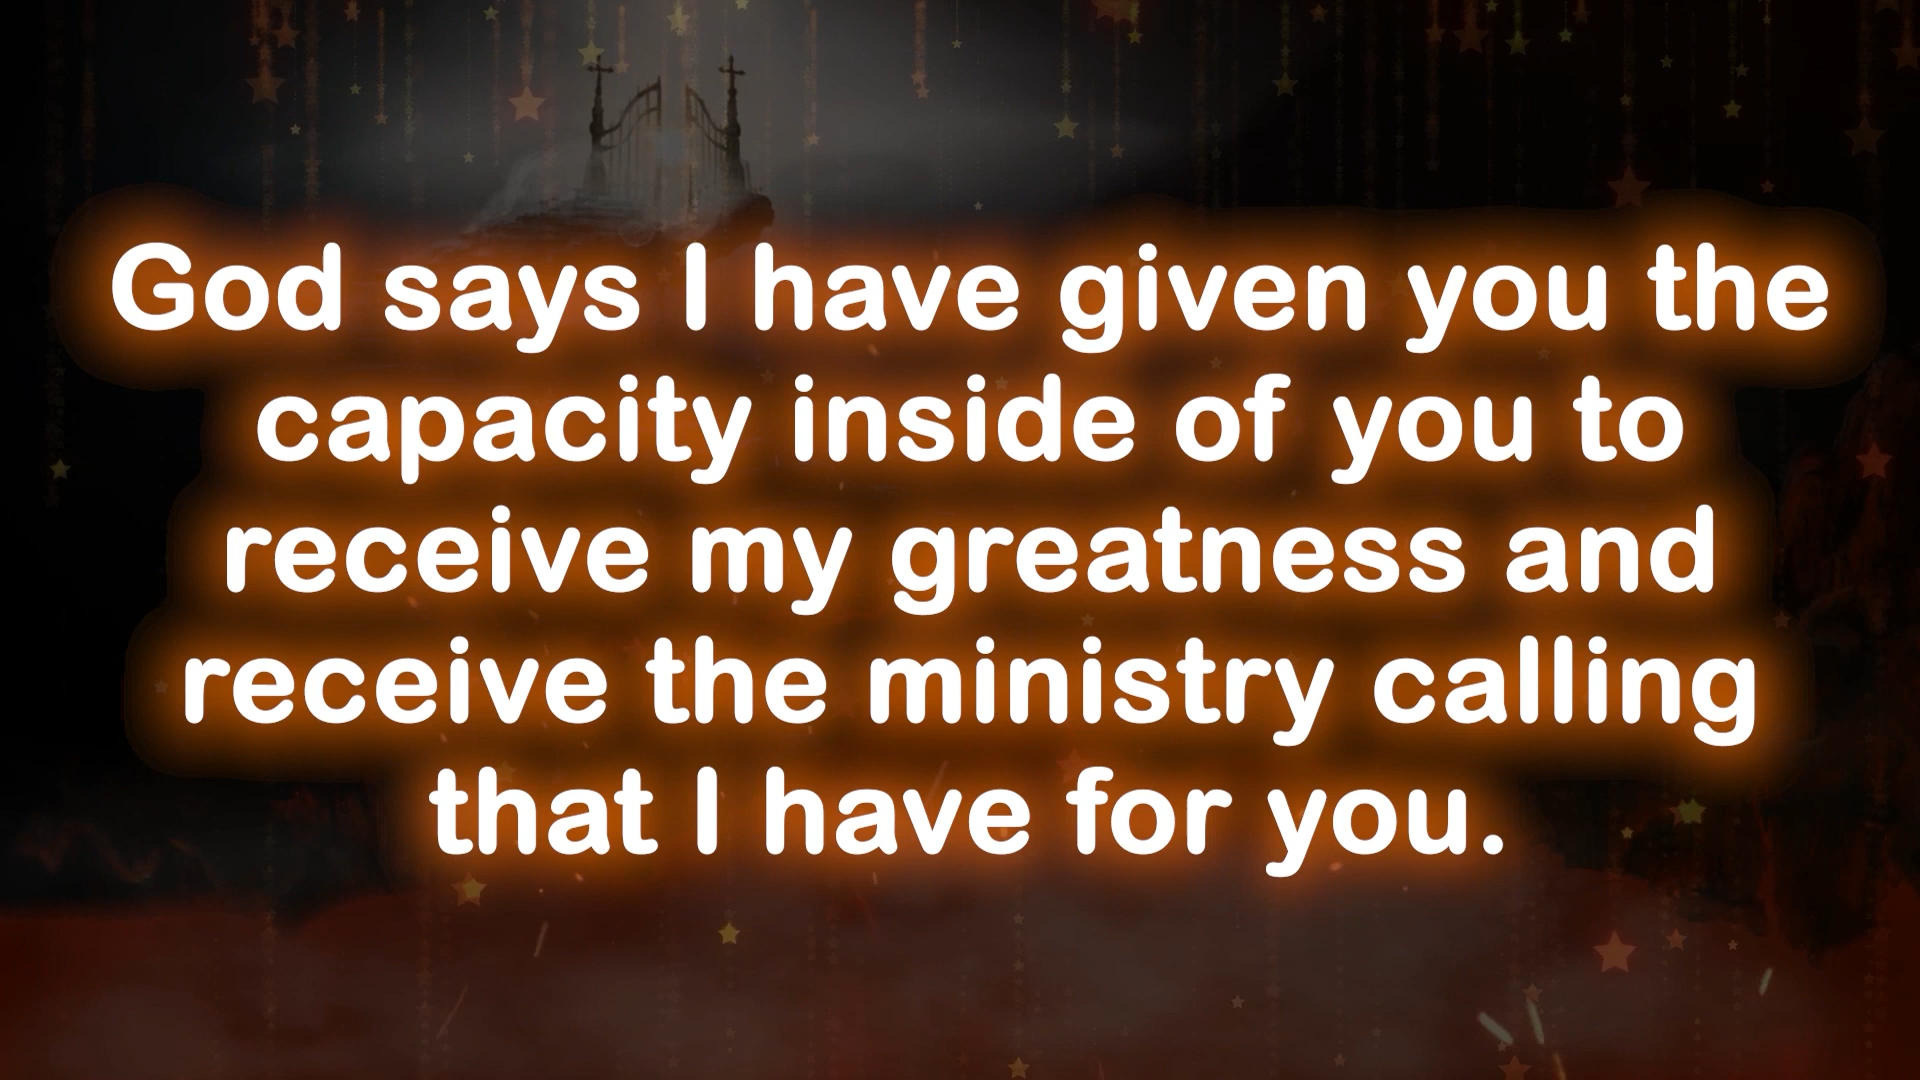 God says I have given you the
capacity inside of you to
receive my greatness and
receive the ministry calling
that I have for you.